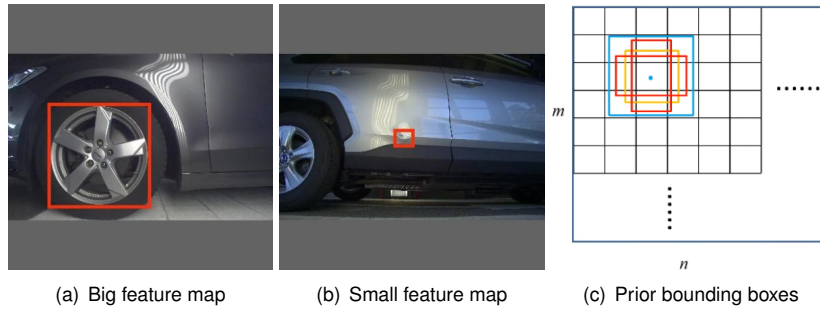 m
n
(a) Big feature map
(b) Small feature map
(c) Prior bounding boxes